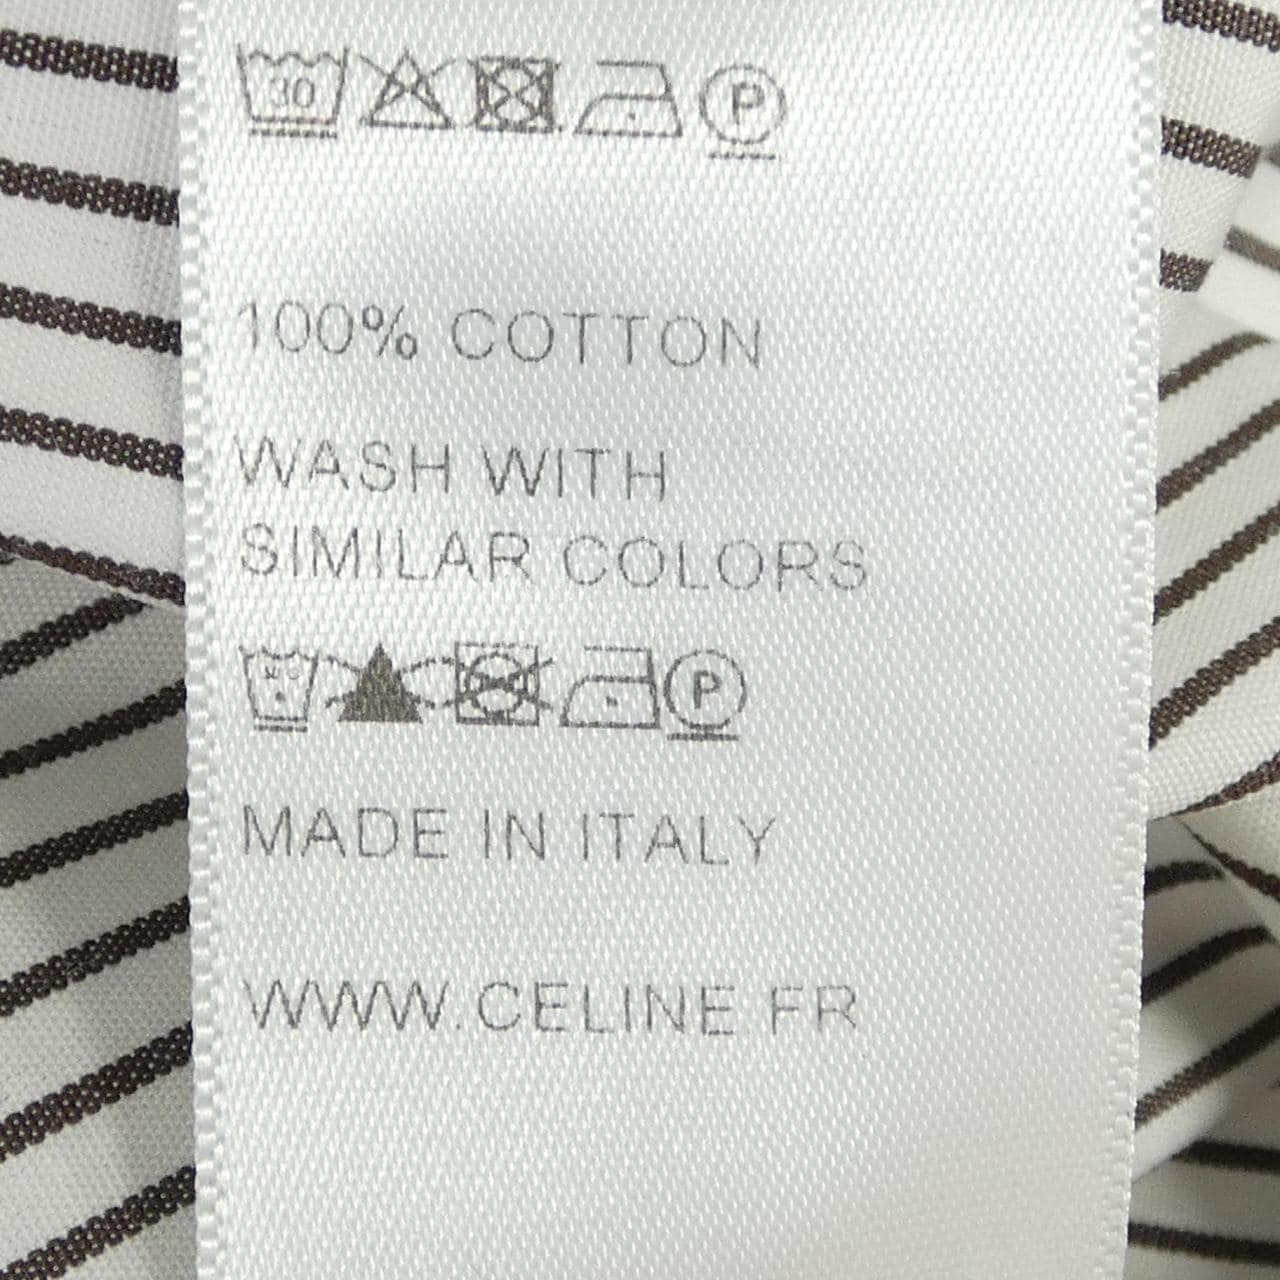 30 P
100% COTTON
WASH WITH
SIMILAR COLORS
P
MADE IN ITALY
WWW.CELINE.FR